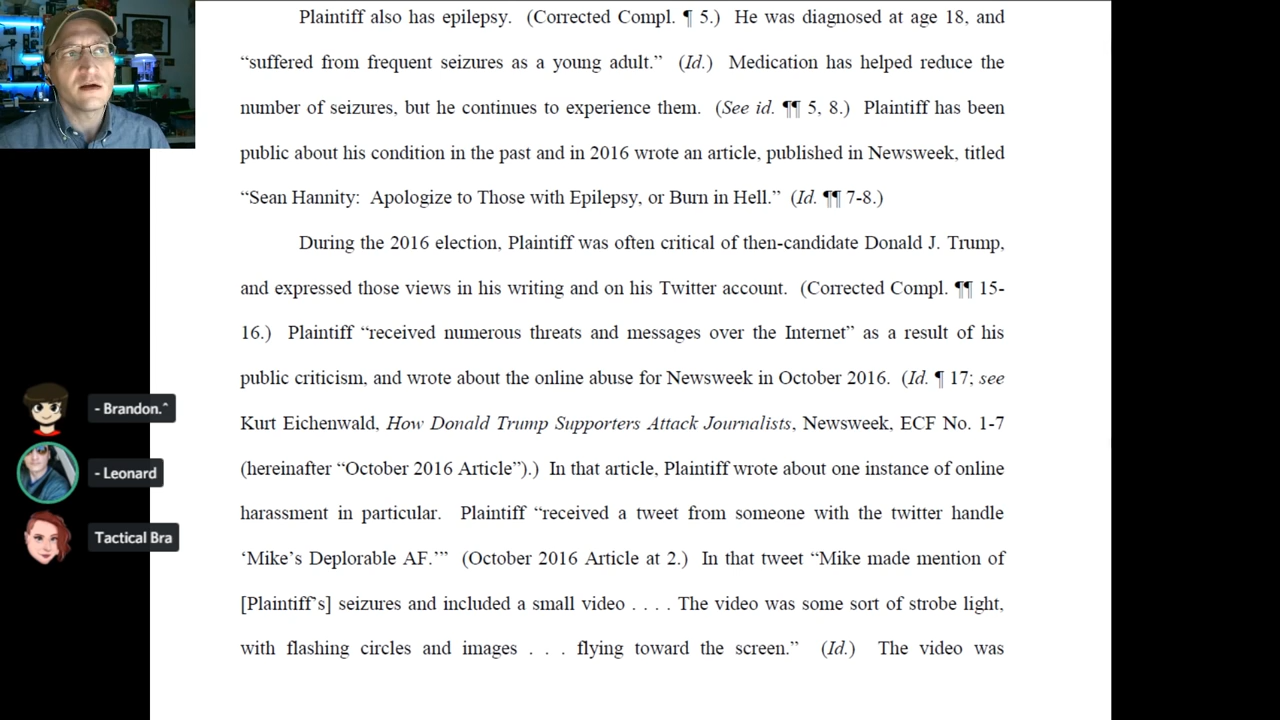 Plaintiff also has epilepsy. (Corrected Compl. ¶ 5.) He was diagnosed at age 18, and
“suffered from frequent seizures as a young adult.” (Id.) Medication has helped reduce the
number of seizures, but he continues to experience them. (See id. ¶¶ 5, 8.) Plaintiff has been
public about his condition in the past and in 2016 wrote an article, published in Newsweek, titled
“Sean Hannity: Apologize to Those with Epilepsy, or Burn in Hell.” (Id. ¶¶ 7-8.)
During the 2016 election, Plaintiff was often critical of then-candidate Donald J. Trump,
and expressed those views in his writing and on his Twitter account. (Corrected Compl. ¶¶ 15-
16.) Plaintiff “received numerous threats and messages over the Internet” as a result of his
public criticism, and wrote about the online abuse for Newsweek in October 2016. (Id. ¶ 17; see
Kurt Eichenwald, How Donald Trump Supporters Attack Journalists, Newsweek, ECF No. 1-7
(hereinafter “October 2016 Article”).) In that article, Plaintiff wrote about one instance of online
harassment in particular. Plaintiff “received a tweet from someone with the twitter handle
‘Mike’s Deplorable AF.’” (October 2016 Article at 2.) In that tweet “Mike made mention of
[Plaintiff’s] seizures and included a small video . . . . The video was some sort of strobe light,
with flashing circles and images . . . flying toward the screen.” (Id.) The video was
- Brandon.^
- Leonard
Tactical Bra